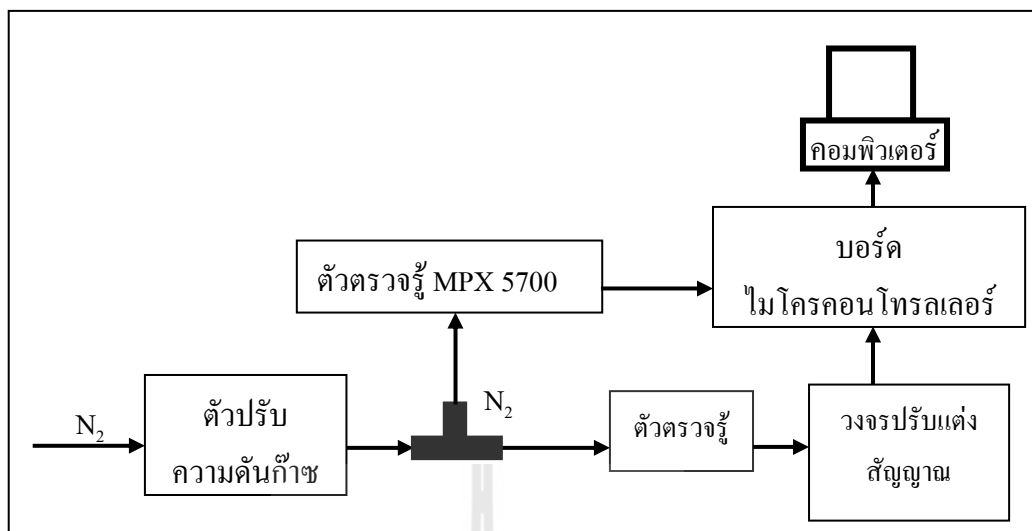 คอมพิวเตอร์
บอร์ด
ไมโครคอนโทรลเลอร์
ตัวตรวจรู้ MPX 5700
N₂
ตัวปรับ
ความดันก๊าซ
N₂
ตัวตรวจรู้
วงจรปรับแต่ง
สัญญาณ